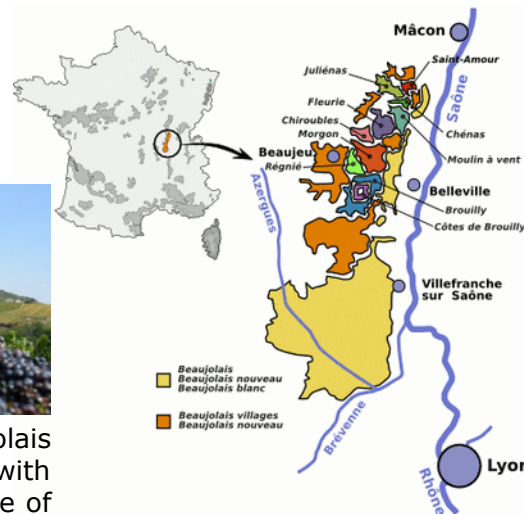 Mâcon
Saint-Amour
Juliénas
Saône
Fleurie
Chiroubles
Chénas
Morgon
Moulin à vent
Beaujeu
Régnié
Belleville
Azergues
Brouilly
Côtes de Brouilly
Villefranche
sur Saône
Beaujolais
Beaujolais nouveau
Beaujolais blanc
Beaujolais villages
Beaujolais nouveau
Brévenne
Lyon
Rhône
olais
with
e of